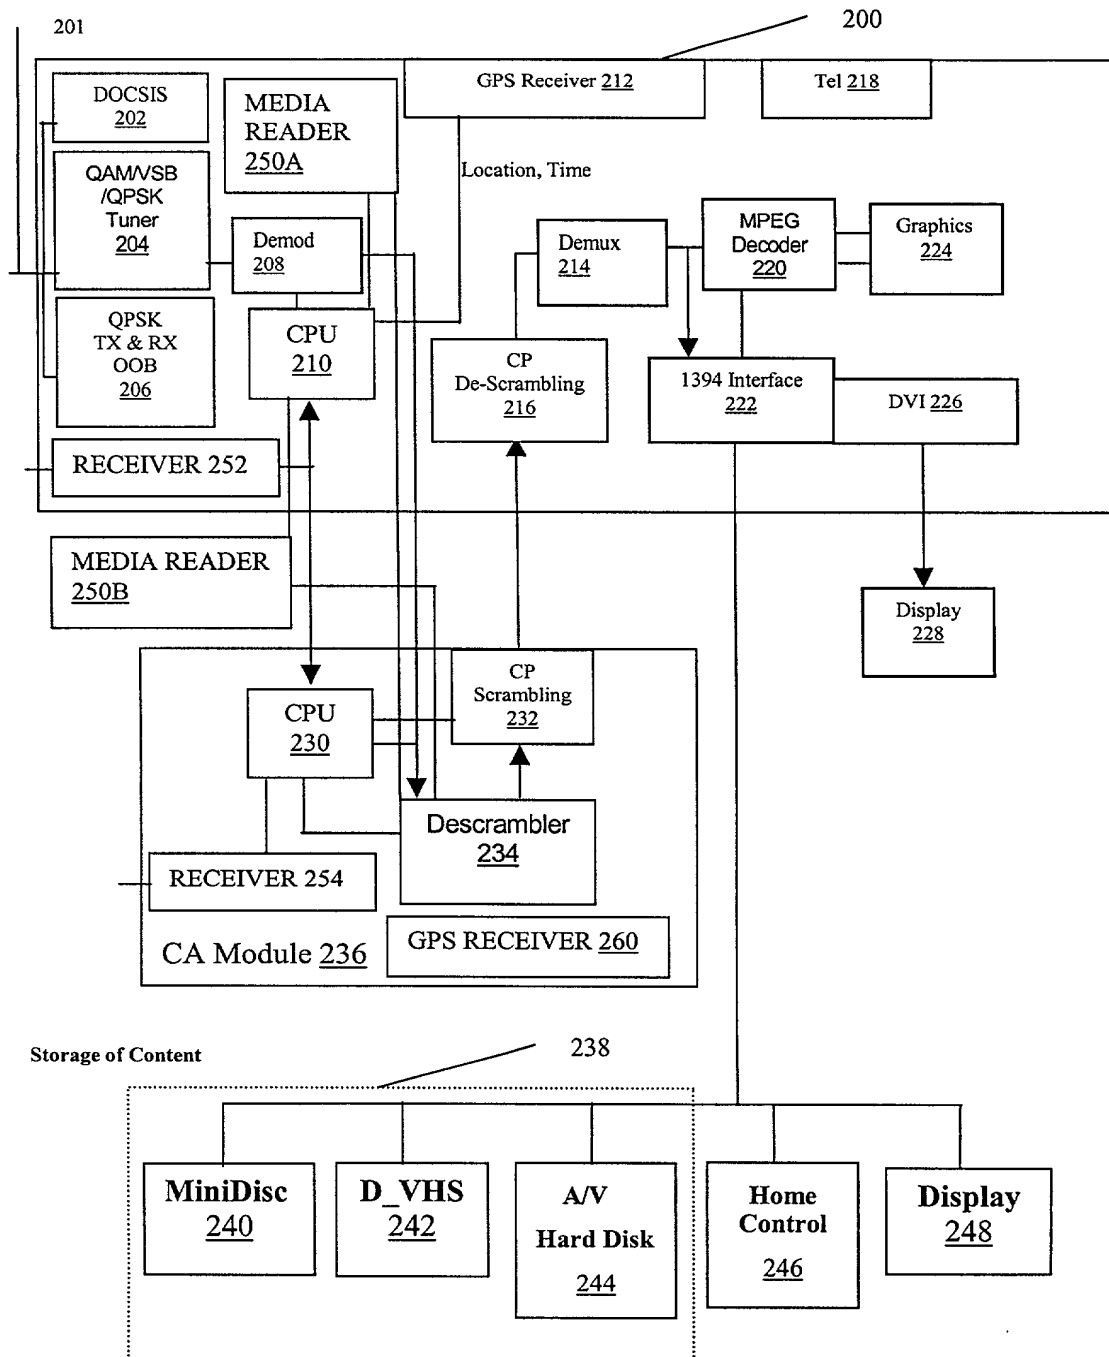 201
200
DOCSIS
202
MEDIA
READER
250A
GPS Receiver 212
Tel 218
QAM/VSB
/QPSK
Tuner
204
Location, Time
Demod
208
Demux
214
MPEG
Decoder
220
Graphics
224
QPSK
TX & RX
OOB
206
CPU
210
CP
De-Scrambling
216
1394 Interface
222
DVI 226
RECEIVER 252
MEDIA READER
250B
Display
228
CPU
230
CP
Scrambling
232
Descrambler
234
RECEIVER 254
CA Module 236
GPS RECEIVER 260
Storage of Content
238
MiniDisc
240
D_VHS
242
A/V
Hard Disk
244
Home
Control
246
Display
248